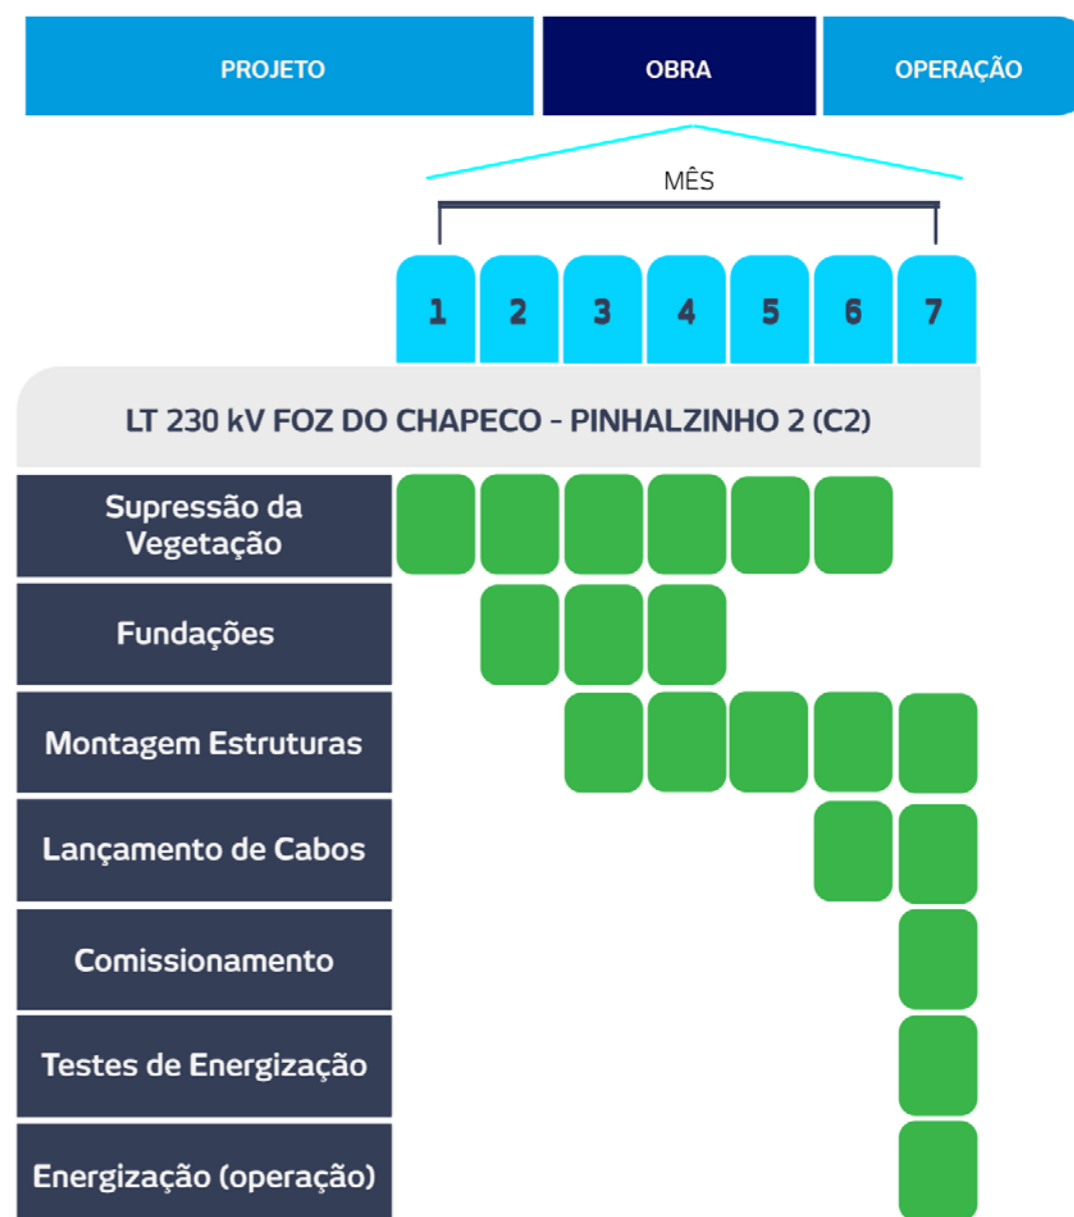 PROJETO
OBRA
OPERAÇÃO
MÊS
1 2 3 4 5 6 7
LT 230 kV FOZ DO CHAPECO - PINHALZINHO 2 (C2)
Supressão da
Vegetação
Fundações
Montagem Estruturas
Lançamento de Cabos
Comissionamento
Testes de Energização
Energização (operação)